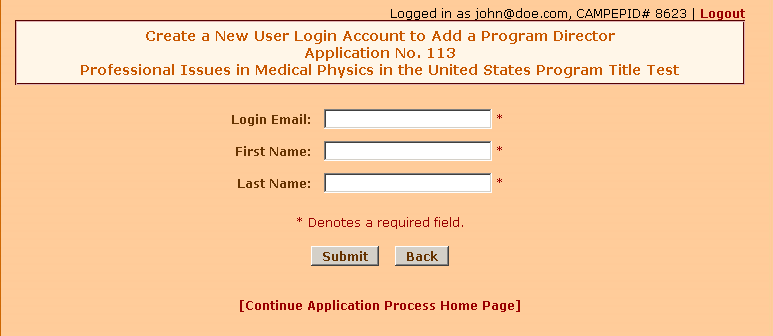 Logged in as john@doe.com, CAMPEPID# 8623 | Logout
Create a New User Login Account to Add a Program Director
Application No. 113
Professional Issues in Medical Physics in the United States Program Title Test
Login Email: *
First Name: *
Last Name: *
* Denotes a required field.
Submit Back
[Continue Application Process Home Page]